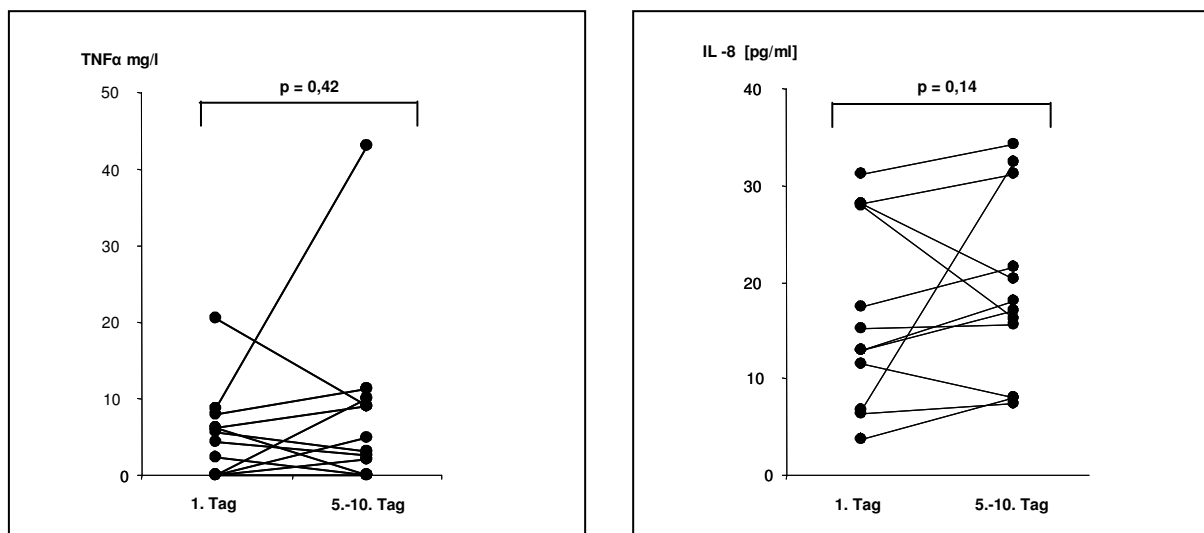 TNFα mg/l
p = 0,42
50
40
30
20
10
0
1. Tag
5.-10. Tag
IL -8 [pg/ml]
p = 0,14
40
30
20
10
0
1. Tag
5.-10. Tag